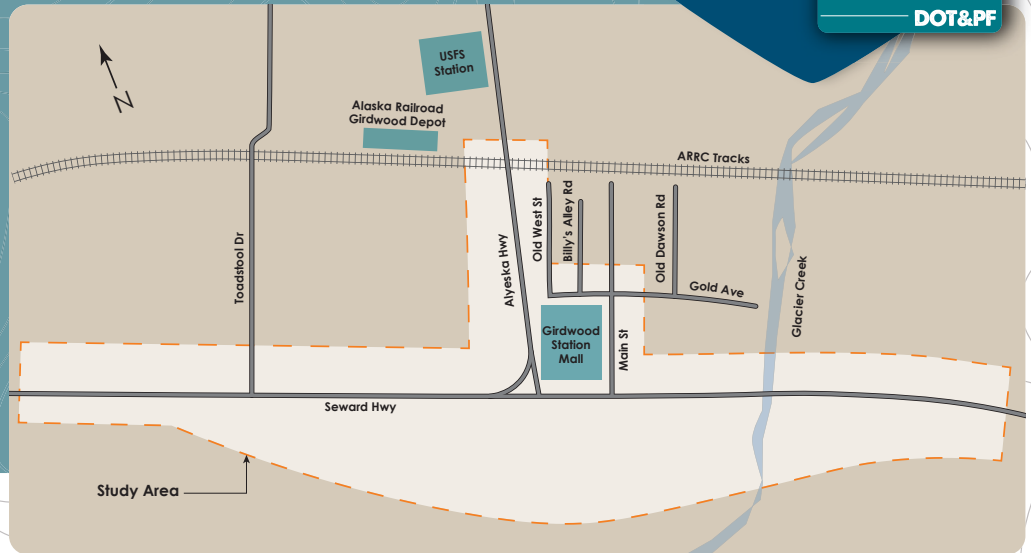 DOT&PF
USFS
Station
N
Alaska Railroad
Girdwood Depot
ARRC Tracks
Toadstool Dr
Alyeska Hwy
Old West St
Billy's Alley Rd
Old Dawson Rd
Gold Ave
Glacier Creek
Girdwood
Station
Mall
Main St
Seward Hwy
Study Area